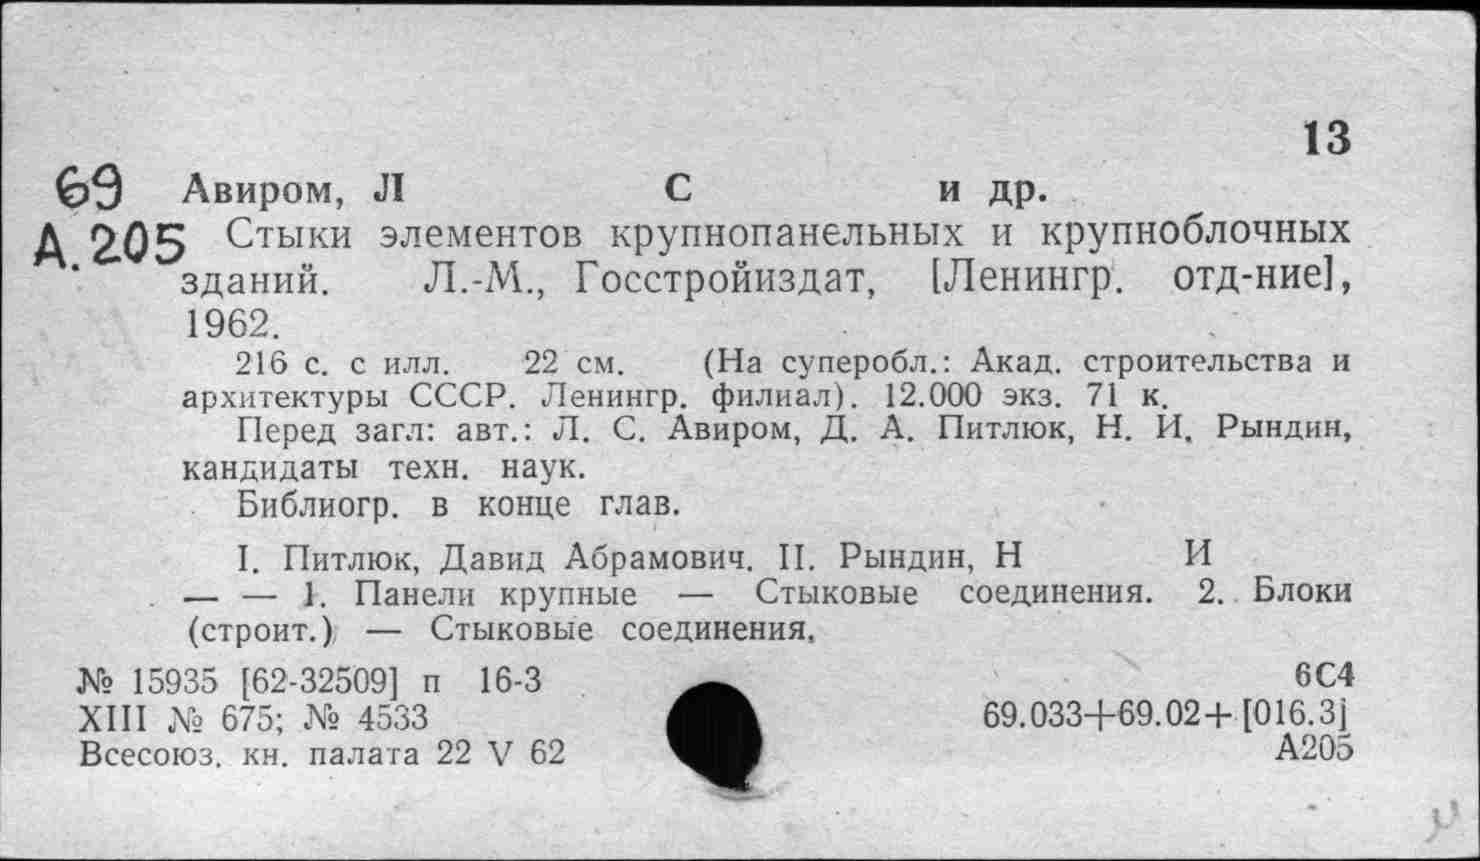 13
69 Авиром, Л С и др.
А.205 Стыки элементов крупнопанельных и крупноблочных
зданий. Л.-М., Госстройиздат, [Ленингр. отд-ние],
1962.
216 с. с илл. 22 см. (На суперобл.: Акад. строительства и
архитектуры СССР. Ленингр. филиал). 12.000 экз. 71 к.
Перед загл: авт.: Л. С. Авиром, Д. А. Питлюк, Н. И. Рындин,
кандидаты техн. наук.
Библиогр. в конце глав.
I. Питлюк, Давид Абрамович. II. Рындин, Н И
— — 1. Панели крупные — Стыковые соединения. 2. Блоки
(строит.) — Стыковые соединения.
№ 15935 [62-32509] п 16-3 6С4
XIII № 675; № 4533 69.033+69.02+[016.3]
Всесоюз. кн. палата 22 V 62 А205